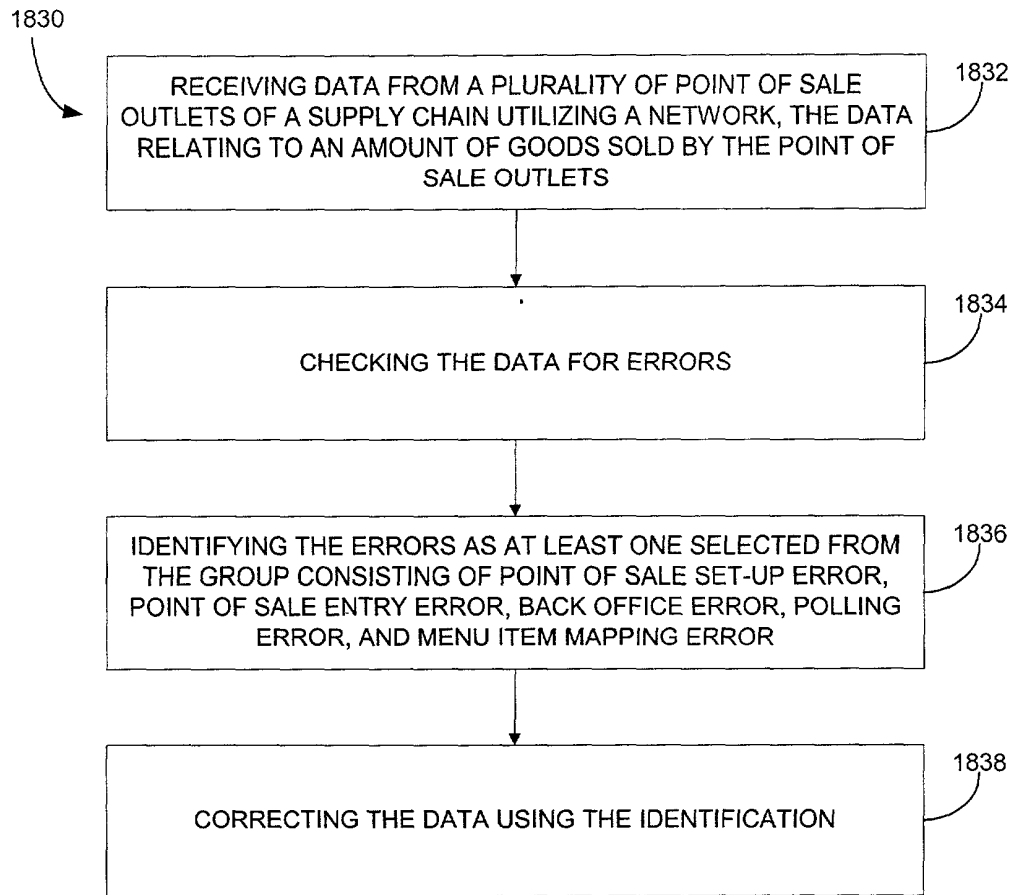 1830
RECEIVING DATA FROM A PLURALITY OF POINT OF SALE
OUTLETS OF A SUPPLY CHAIN UTILIZING A NETWORK, THE DATA
RELATING TO AN AMOUNT OF GOODS SOLD BY THE POINT OF
SALE OUTLETS
1832
CHECKING THE DATA FOR ERRORS
1834
IDENTIFYING THE ERRORS AS AT LEAST ONE SELECTED FROM
THE GROUP CONSISTING OF POINT OF SALE SET-UP ERROR,
POINT OF SALE ENTRY ERROR, BACK OFFICE ERROR, POLLING
ERROR, AND MENU ITEM MAPPING ERROR
1836
CORRECTING THE DATA USING THE IDENTIFICATION
1838